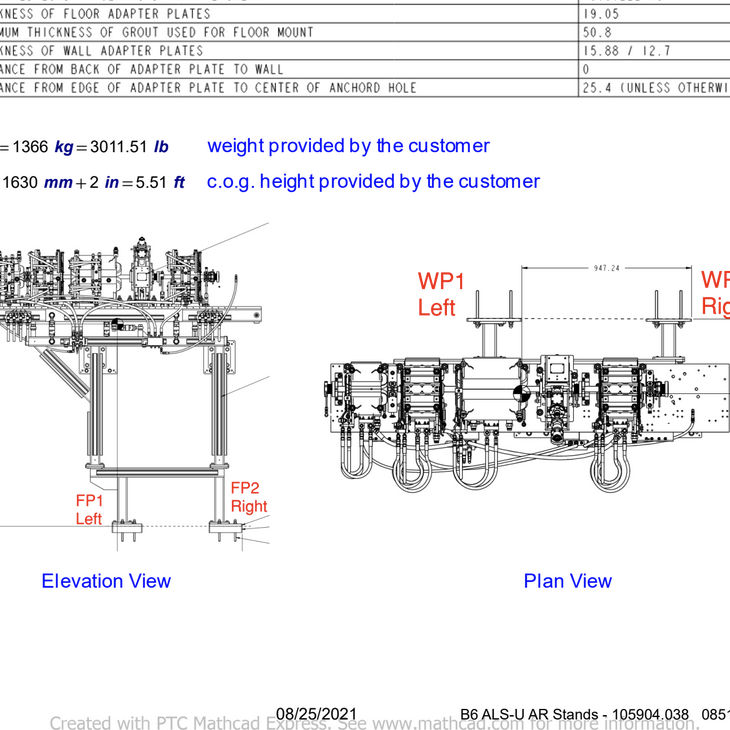 KNESS OF FLOOR ADAPTER PLATES 19.05
MUM THICKNESS OF GROUT USED FOR FLOOR MOUNT 50.8
KNESS OF WALL ADAPTER PLATES 15.88 / 12.7
ANCE FROM BACK OF ADAPTER PLATE TO WALL 0
ANCE FROM EDGE OF ADAPTER PLATE TO CENTER OF ANCHORD HOLE 25.4 (UNLESS OTHERWI
= 1366 kg = 3011.51 lb weight provided by the customer
1630 mm + 2 in = 5.51 ft c.o.g. height provided by the customer
947.24
WP1
Left
WP
Rig
FP1
Left
FP2
Right
Elevation View
Plan View
08/25/2021
B6 ALS-U AR Stands - 105904.038 0851
Created with PTC Mathcad Express. See www.mathcad.com for more information.